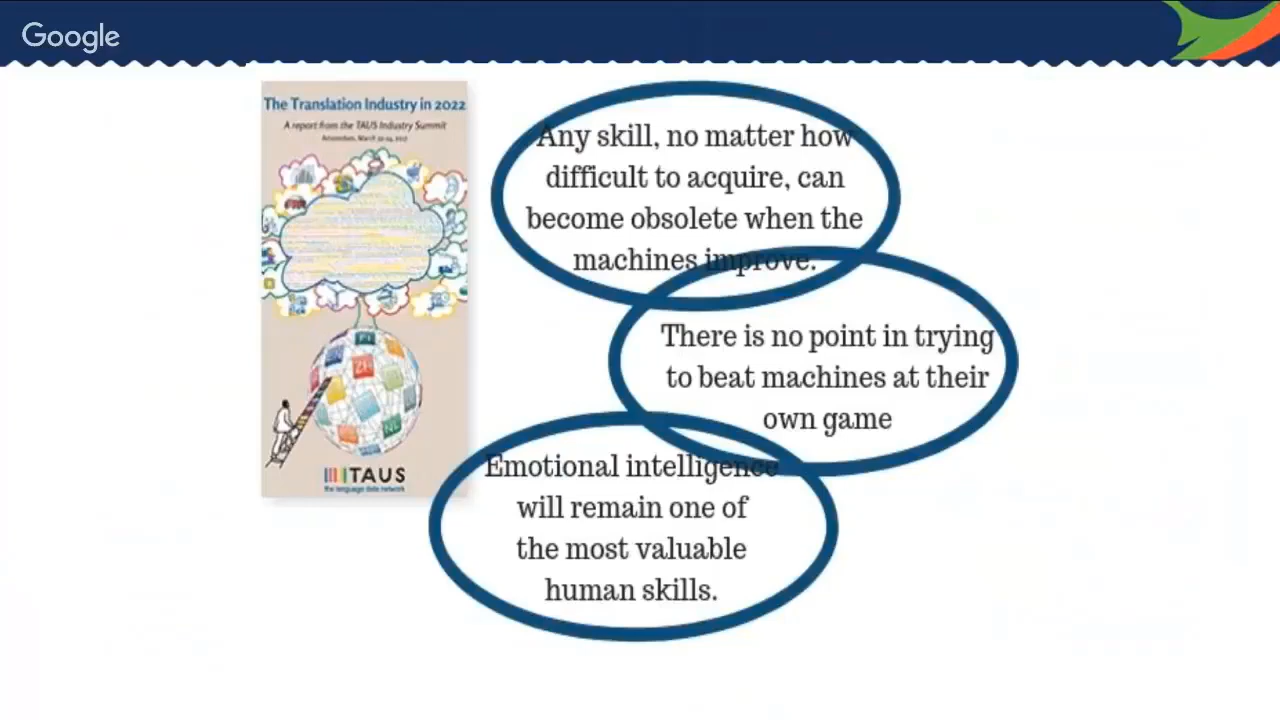 Google
The Translation Industry in 2022
A report from the TAUS Industry Summit
Amsterdam, March
TAUS
the language data network
Any skill, no matter how
difficult to acquire, can
become obsolete when the
machines improve.
There is no point in trying
to beat machines at their
own game
Emotional intelligence
will remain one of
the most valuable
human skills.